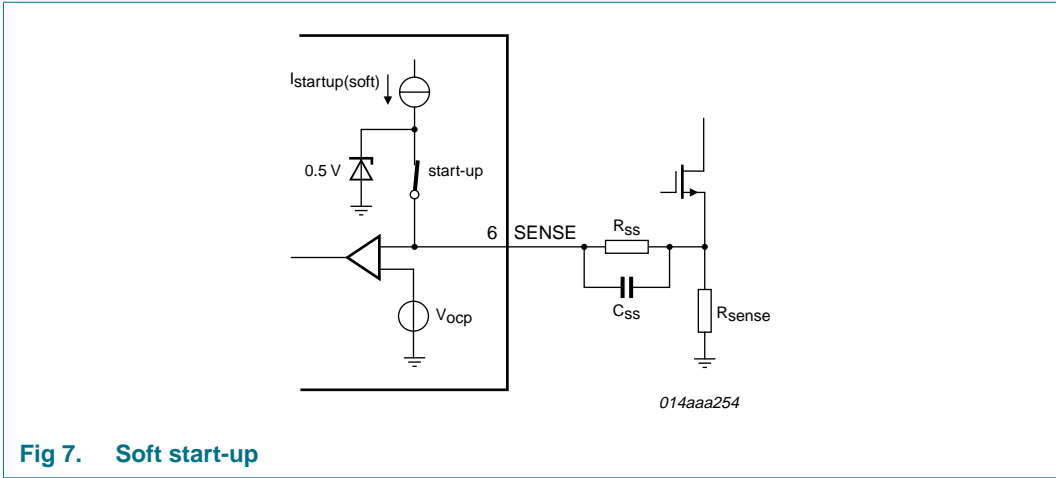 Istartup(soft)
0.5 V
start-up
6 SENSE
Rss
Css
Vocp
Rsense
014aaa254
Fig 7. Soft start-up